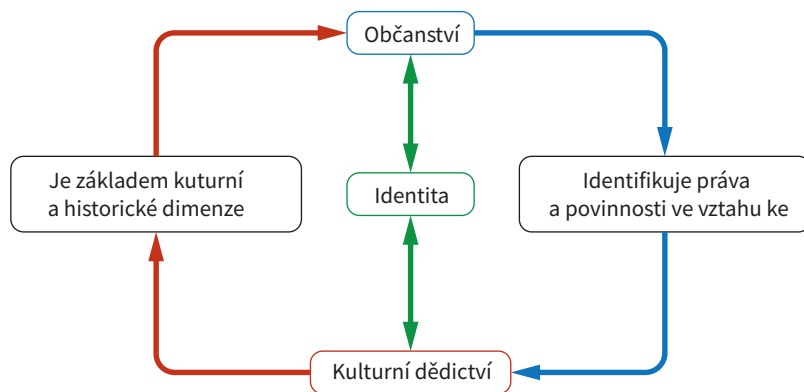 Občanství
Je základem kuturní
a historické dimenze
Identita
Identifikuje práva
a povinnosti ve vztahu ke
Kulturní dědictví